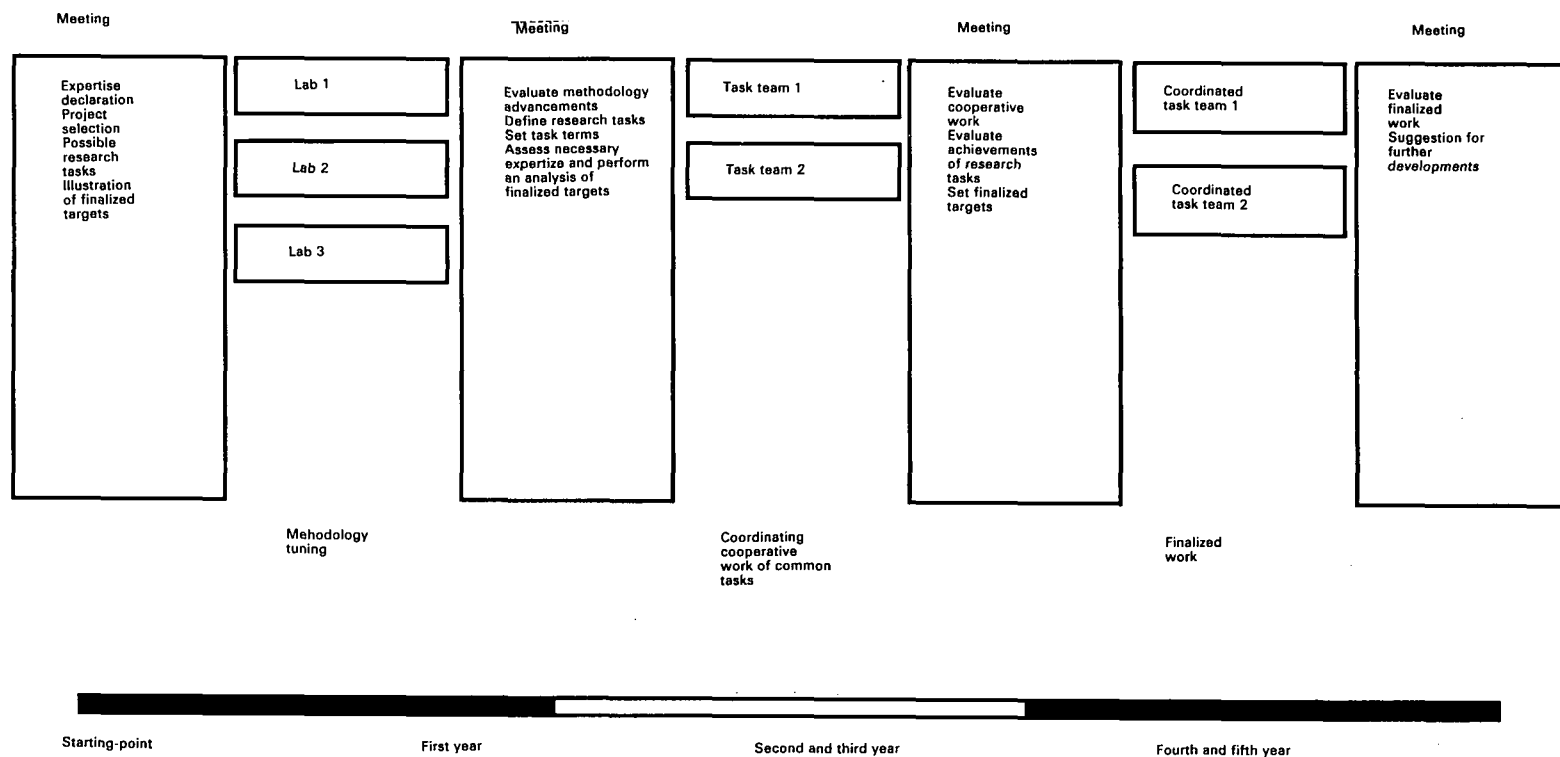 Meeting
Expertise
declaration
Project
selection
Possible
research
tasks
Illustration
of finalized
targets
Lab 1
Lab 2
Lab 3
Mehodology
tuning
Meeting
Evaluate methodology
advancements
Define research tasks
Set task terms
Assess necessary
expertize and perform
an analysis of
finalized targets
Task team 1
Task team 2
Coordinating
cooperative
work of common
tasks
Meeting
Evaluate
cooperative
work
Evaluate
achievements
of research
tasks
Set finalized
targets
Coordinated
task team 1
Coordinated
task team 2
Finalized
work
Meeting
Evaluate
finalized
work
Suggestion for
further
developments
Starting-point
First year
Second and third year
Fourth and fifth year